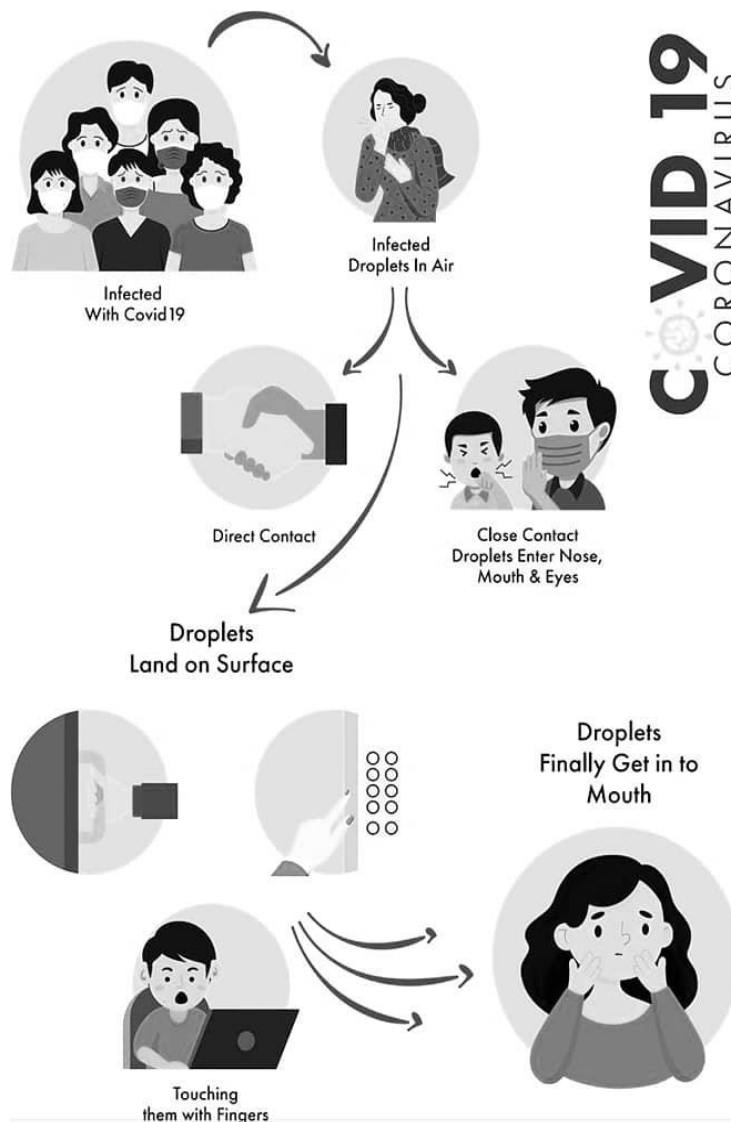 COVID 19
CORONAVIRUS
Infected
With Covid19
Infected
Droplets In Air
Direct Contact
Close Contact
Droplets Enter Nose,
Mouth & Eyes
Droplets
Land on Surface
Droplets
Finally Get in to
Mouth
Touching
them with Fingers